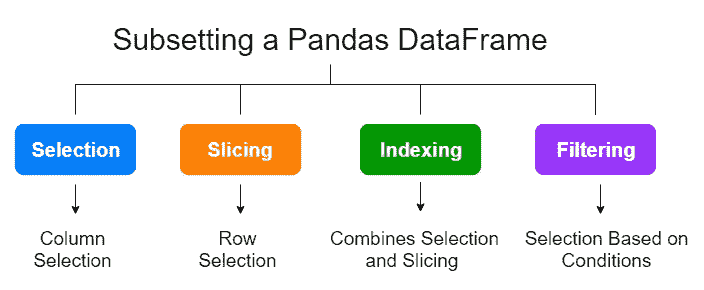 Subsetting a Pandas DataFrame
Selection
Slicing
Indexing
Filtering
Column
Selection
Row
Selection
Combines Selection
and Slicing
Selection Based on
Conditions